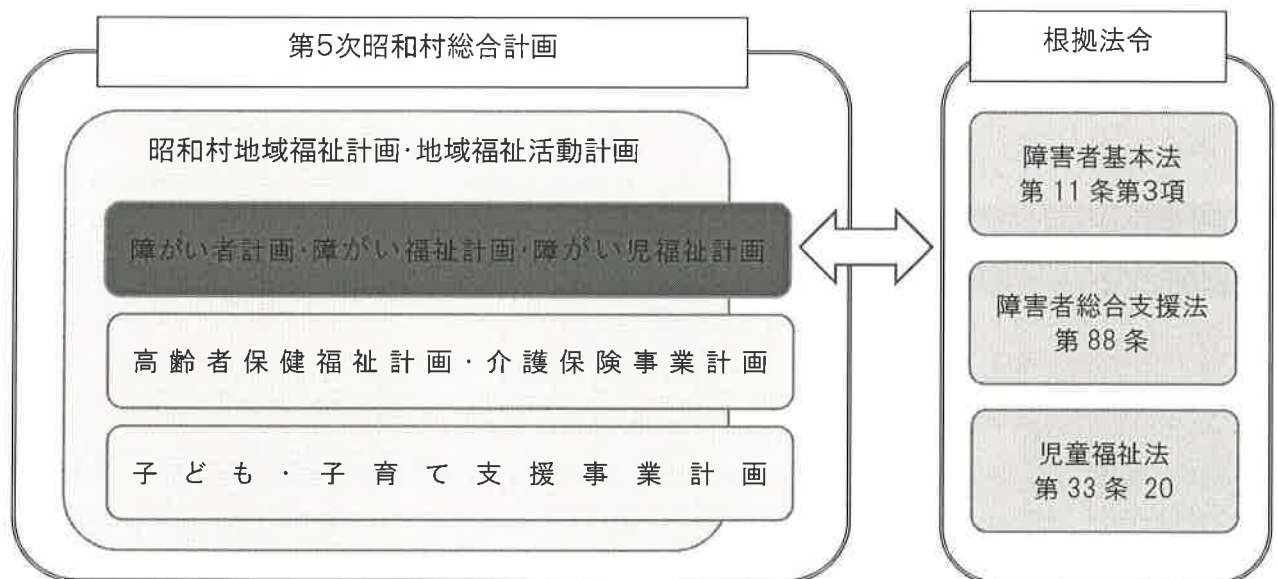 第5次昭和村総合計画
昭和村地域福祉計画・地域福祉活動計画
障がい者計画・障がい福祉計画・障がい児福祉計画
高齢者保健福祉計画・介護保険事業計画
子ども・子育て支援事業計画
根拠法令
障害者基本法
第11条第3項
障害者総合支援法
第88条
児童福祉法
第33条 20